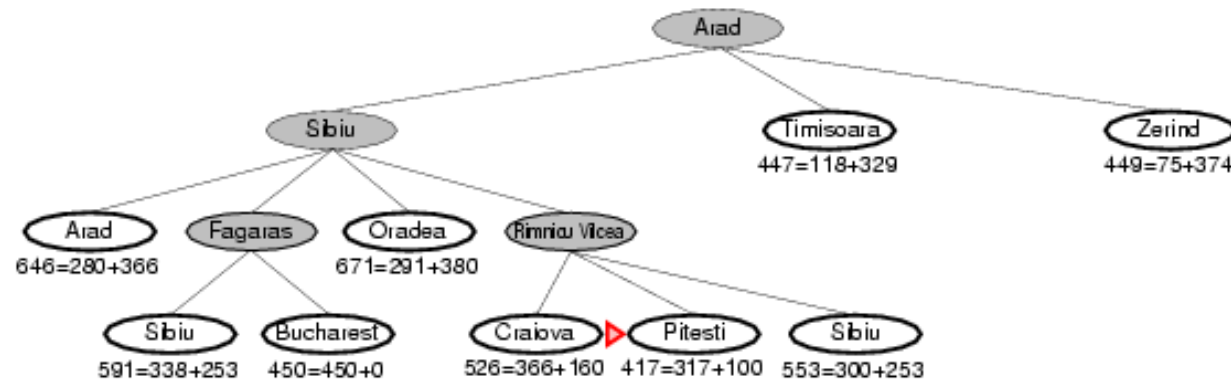 Arad
Sibiu
Timisoara
Zerind
447=118+329
449=75+374
Arad
Fagaras
Oradea
Rimnicu Vilcea
646=280+366
671=291+380
Sibiu
Bucharest
Craiova
Pitesti
Sibiu
591=338+253
450=450+0
526=366+160
417=317+100
553=300+253